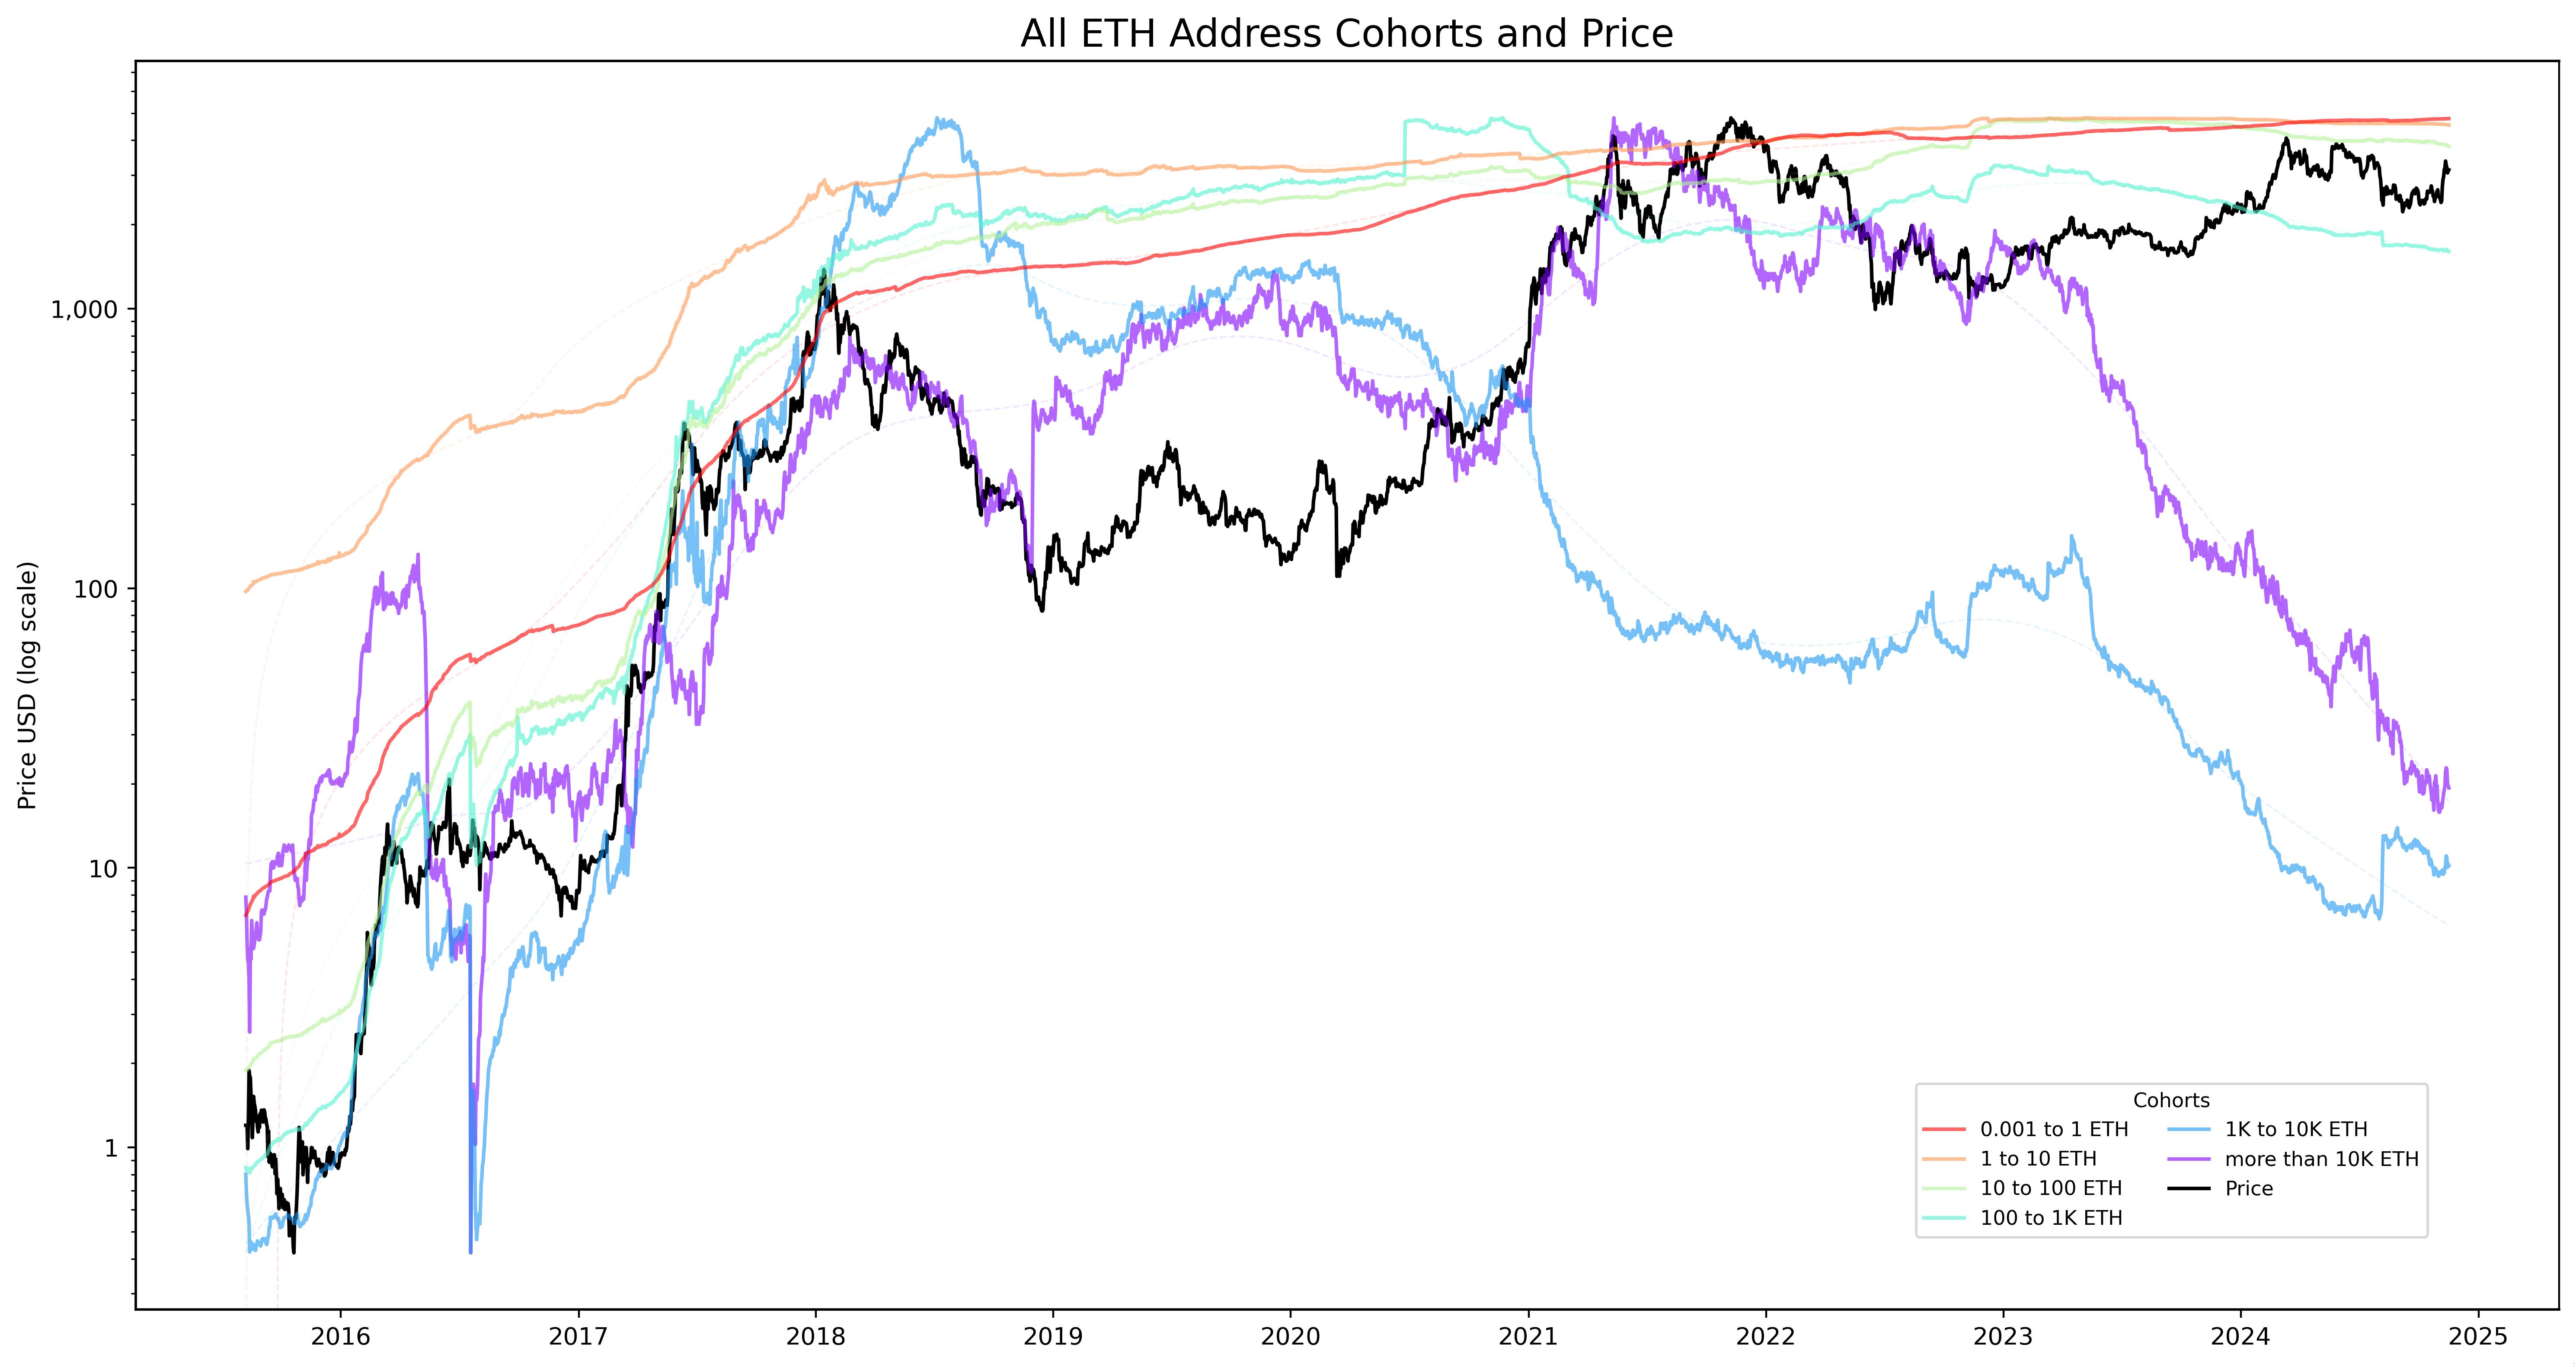 All ETH Address Cohorts and Price
Price USD (log scale)
1,000
100
10
1
2016 2017 2018 2019 2020 2021 2022 2023 2024 2025
Cohorts
0.001 to 1 ETH
1 to 10 ETH
10 to 100 ETH
100 to 1K ETH
1K to 10K ETH
more than 10K ETH
Price